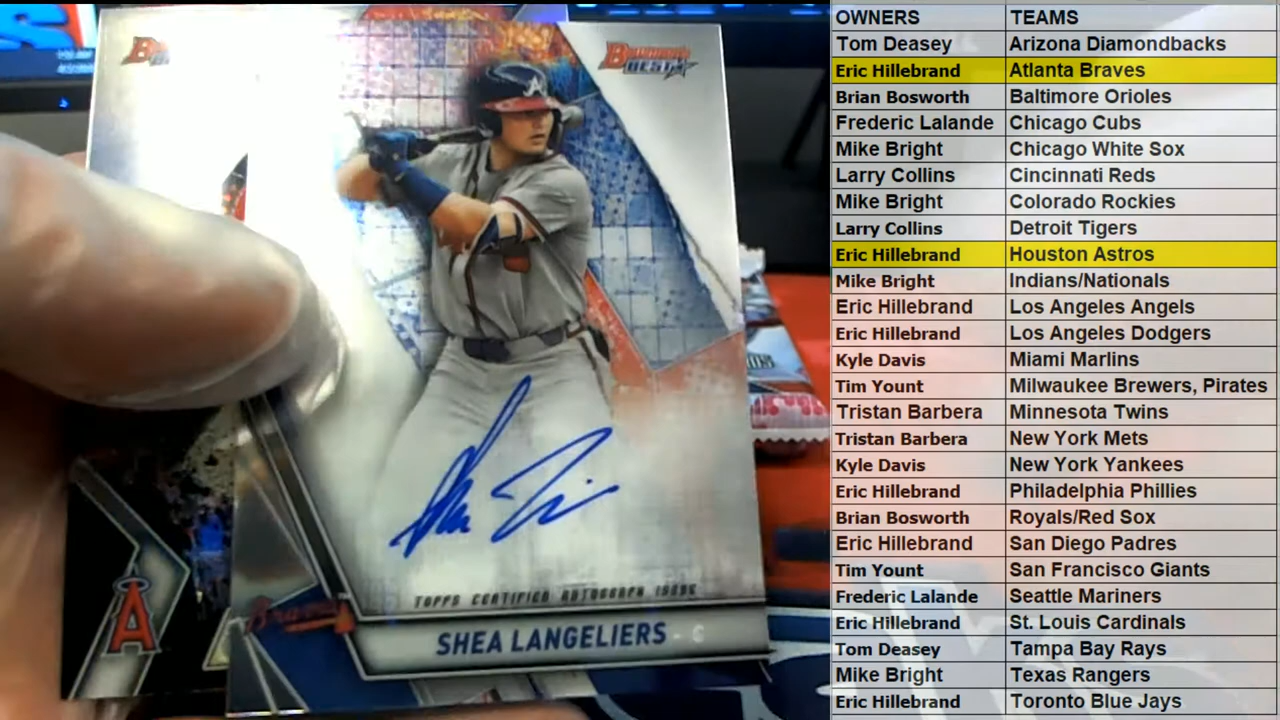 Bowman's
BEST
TOPPS CERTIFIED AUTOGRAPH ISSUE
Braves
SHEA LANGELIERS - C
A
OWNERS TEAMS
Tom Deasey Arizona Diamondbacks
Eric Hillebrand Atlanta Braves
Brian Bosworth Baltimore Orioles
Frederic Lalande Chicago Cubs
Mike Bright Chicago White Sox
Larry Collins Cincinnati Reds
Mike Bright Colorado Rockies
Larry Collins Detroit Tigers
Eric Hillebrand Houston Astros
Mike Bright Indians/Nationals
Eric Hillebrand Los Angeles Angels
Eric Hillebrand Los Angeles Dodgers
Kyle Davis Miami Marlins
Tim Yount Milwaukee Brewers, Pirates
Tristan Barbera Minnesota Twins
Tristan Barbera New York Mets
Kyle Davis New York Yankees
Eric Hillebrand Philadelphia Phillies
Brian Bosworth Royals/Red Sox
Eric Hillebrand San Diego Padres
Tim Yount San Francisco Giants
Frederic Lalande Seattle Mariners
Eric Hillebrand St. Louis Cardinals
Tom Deasey Tampa Bay Rays
Mike Bright Texas Rangers
Eric Hillebrand Toronto Blue Jays